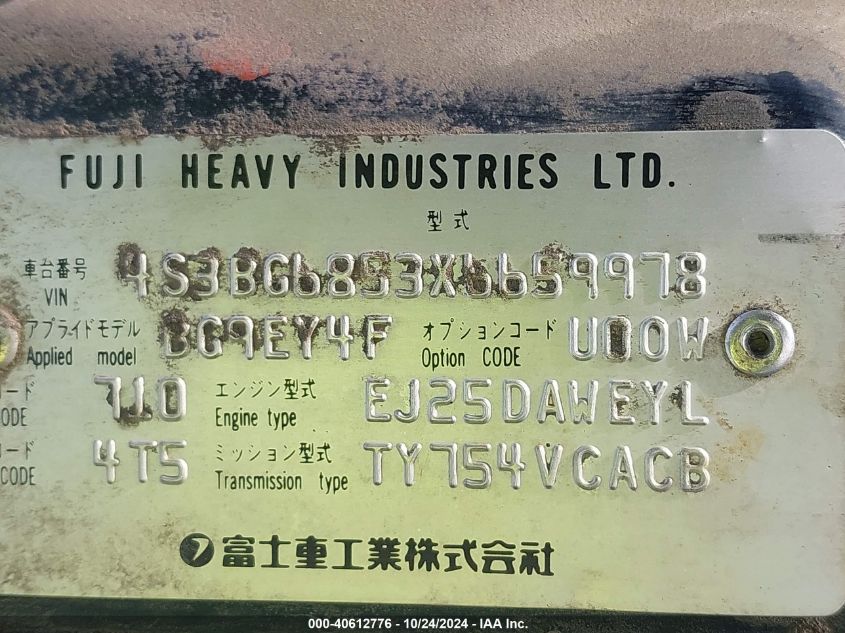 FUJI HEAVY INDUSTRIES LTD.
型式
車台番号 VIN 4S3BG6853X6659978
アプライドモデル Applied model BG9EY4F オプションコード Option CODE U00W
ード ODE 710 エンジン型式 Engine type EJ25DAWEYL
ード CODE 4T5 ミッション型式 Transmission type TY754VCACB
富士重工業株式会社
000-40612776 - 10/24/2024 - IAA Inc.